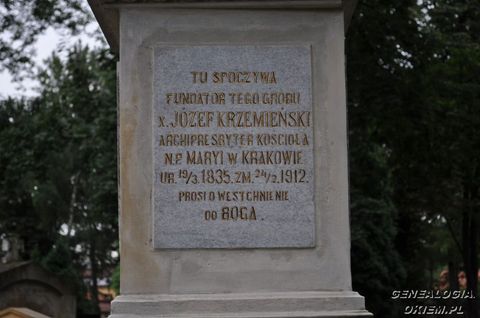 TU SPOCZYWA
FUNDATOR TEGO GROBU
X. JÓZEF KRZEMIEŃSKI
ARCHIPRESBYTER KOŚCIOŁA
N.P. MARYI W KRAKOWIE
UR. 19/3. 1835. ZM. 24/2. 1912.
PROSI O WESTCHNIENIE
DO BOGA.
GENEALOGIA.
OKIEM.PL